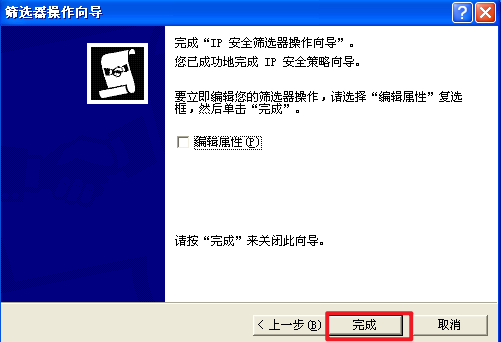 筛选器操作向导
完成“IP 安全筛选器操作向导”。
您已成功地完成 IP 安全策略向导。
要立即编辑您的筛选器操作，请选择“编辑属性”复选
框，然后单击“完成”。
编辑属性(P)
请按“完成”来关闭此向导。
< 上一步(B)
完成
取消